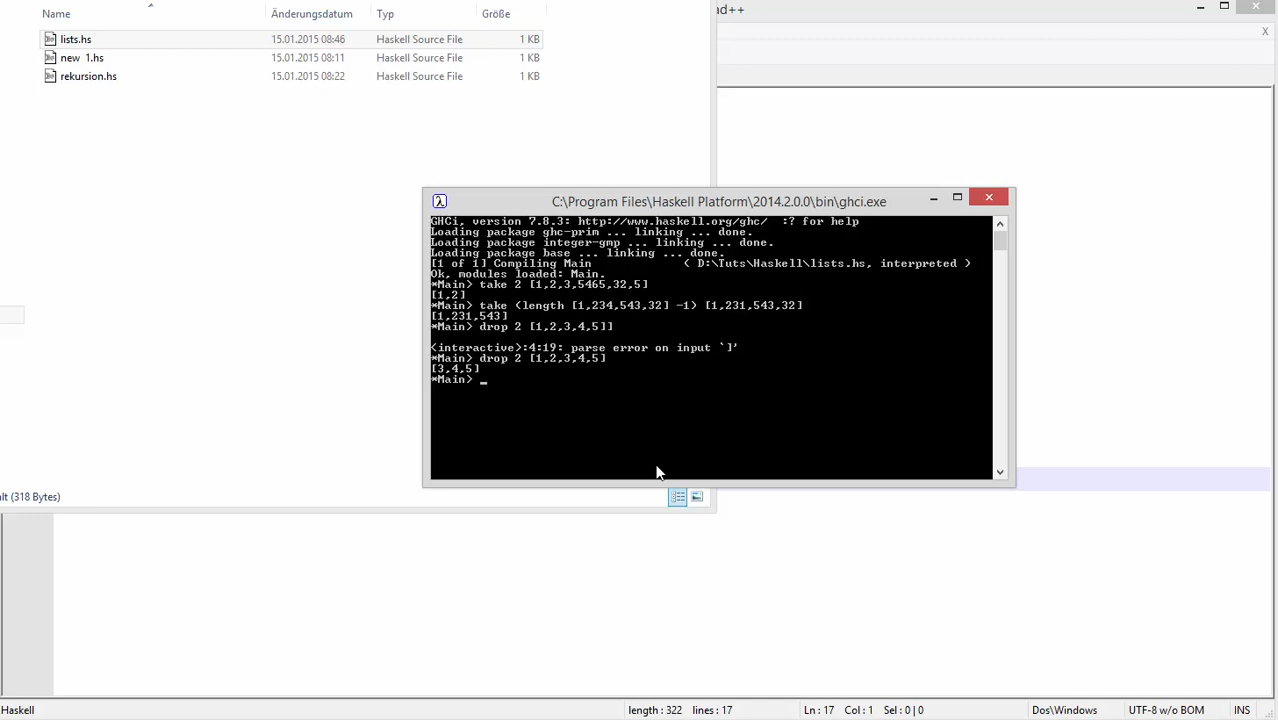 Name Änderungsdatum Typ Größe
lists.hs 15.01.2015 08:46 Haskell Source File 1 KB
new 1.hs 15.01.2015 08:11 Haskell Source File 1 KB
rekursion.hs 15.01.2015 08:22 Haskell Source File 1 KB
ad++
X
C:\Program Files\Haskell Platform\2014.2.0.0\bin\ghci.exe
GHCi, version 7.8.3: http://www.haskell.org/ghc/  :? for help
Loading package ghc-prim ... linking ... done.
Loading package integer-gmp ... linking ... done.
Loading package base ... linking ... done.
[1 of 1] Compiling Main             ( D:\Tuts\Haskell\lists.hs, interpreted )
Ok, modules loaded: Main.
*Main> take 2 [1,2,3,5465,32,5]
[1,2]
*Main> take (length [1,234,543,32] -1) [1,231,543,32]
[1,231,543]
*Main> drop 2 [1,2,3,4,5]]
<interactive>:4:19: parse error on input `]'
*Main> drop 2 [1,2,3,4,5]
[3,4,5]
*Main> _
lt (318 Bytes)
Haskell length : 322 lines : 17 Ln : 17 Col : 1 Sel : 0 | 0 Dos\Windows UTF-8 w/o BOM INS